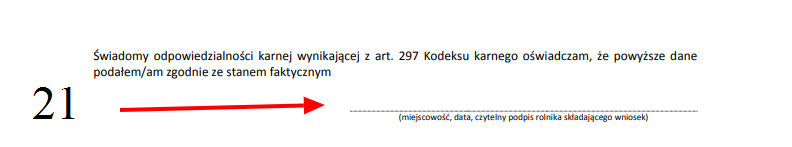 Świadomy odpowiedzialności karnej wynikającej z art. 297 Kodeksu karnego oświadczam, że powyższe dane
podałem/am zgodnie ze stanem faktycznym
21
(miejscowość, data, czytelny podpis rolnika składającego wniosek)